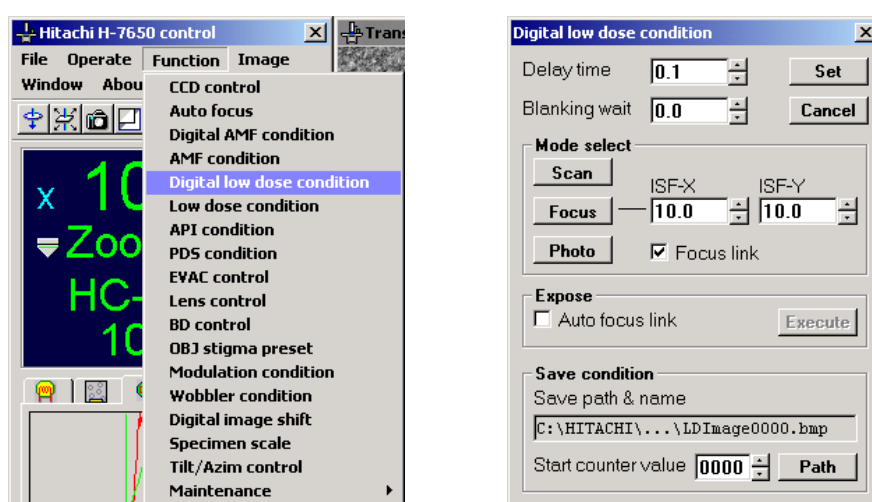 Hitachi H-7650 control
File Operate Function Image
Window Abou
x 10
Zoo
HC-
10
CCD control
Auto focus
Digital AMF condition
AMF condition
Digital low dose condition
Low dose condition
API condition
PDS condition
EVAC control
Lens control
BD control
OBJ stigma preset
Modulation condition
Wobbler condition
Digital image shift
Specimen scale
Tilt/Azim control
Maintenance
Trans
Digital low dose condition
Delay time 0.1 Set
Blanking wait 0.0 Cancel
Mode select
Scan
ISF-X ISF-Y
Focus 10.0 10.0
Photo Focus link
Expose
Auto focus link Execute
Save condition
Save path & name
C:\HITACHI\...\LDImage0000.bmp
Start counter value 0000 Path